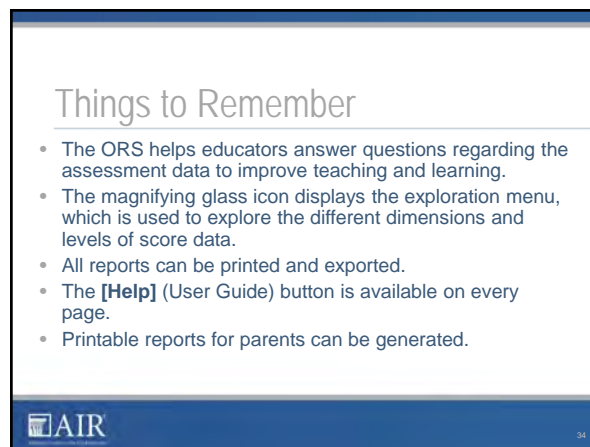 Things to Remember
• The ORS helps educators answer questions regarding the
assessment data to improve teaching and learning.
• The magnifying glass icon displays the exploration menu,
which is used to explore the different dimensions and
levels of score data.
• All reports can be printed and exported.
• The [Help] (User Guide) button is available on every
page.
• Printable reports for parents can be generated.
AIR
34